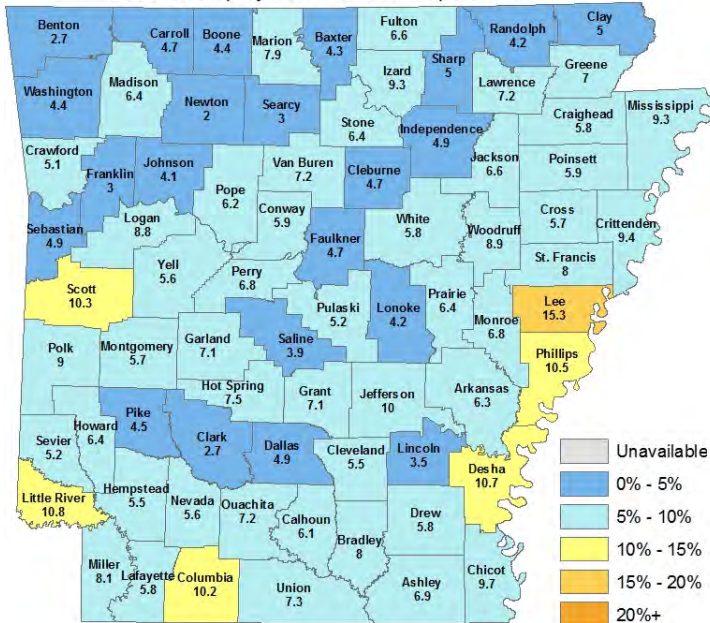 Benton
2.7
Carroll
4.7
Boone
4.4
Marion
7.9
Baxter
4.3
Fulton
6.6
Randolph
4.2
Clay
5
Washington
4.4
Madison
6.4
Newton
2
Searcy
3
Izard
9.3
Sharp
5
Lawrence
7.2
Greene
7
Stone
6.4
Independence
4.9
Craighead
5.8
Mississippi
9.3
Crawford
5.1
Franklin
3
Johnson
4.1
Pope
6.2
Van Buren
7.2
Cleburne
4.7
Jackson
6.6
Poinsett
5.9
Sebastian
4.9
Logan
8.8
Conway
5.9
Faulkner
4.7
White
5.8
Woodruff
8.9
Cross
5.7
Crittenden
9.4
Scott
10.3
Yell
5.6
Perry
6.8
Pulaski
5.2
Lonoke
4.2
Prairie
6.4
Monroe
6.8
St. Francis
8
Lee
15.3
Phillips
10.5
Polk
9
Montgomery
5.7
Garland
7.1
Saline
3.9
Hot Spring
7.5
Grant
7.1
Jefferson
10
Arkansas
6.3
Sevier
5.2
Howard
6.4
Pike
4.5
Clark
2.7
Dallas
4.9
Cleveland
5.5
Lincoln
3.5
Desha
10.7
Little River
10.8
Hempstead
5.5
Nevada
5.6
Ouachita
7.2
Calhoun
6.1
Bradley
8
Drew
5.8
Miller
8.1
Lafayette
5.8
Columbia
10.2
Union
7.3
Ashley
6.9
Chicot
9.7
Unavailable
0% - 5%
5% - 10%
10% - 15%
15% - 20%
20%+